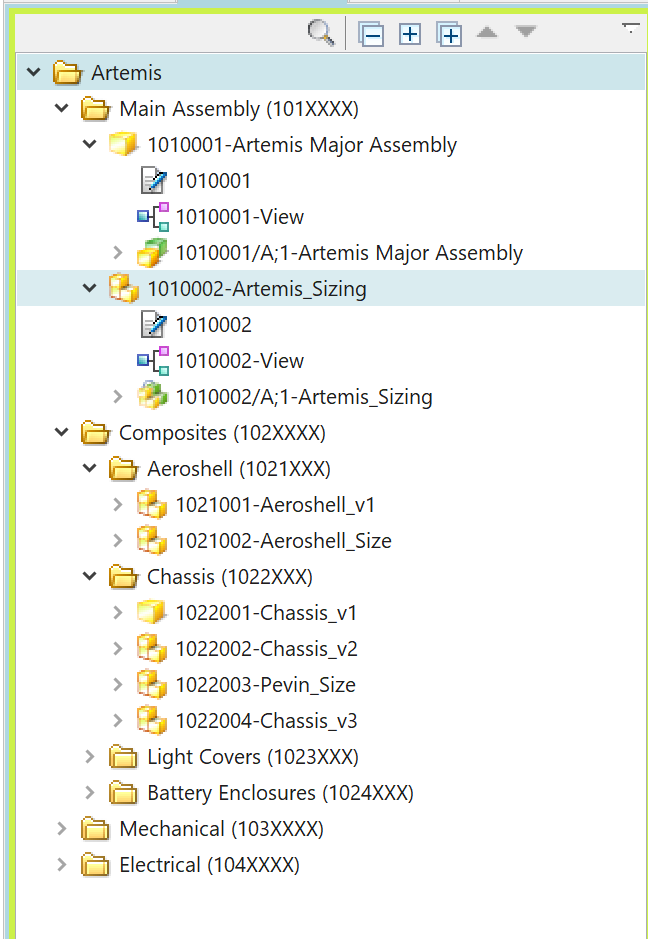 Artemis
Main Assembly (101XXXX)
1010001-Artemis Major Assembly
1010001
1010001-View
1010001/A;1-Artemis Major Assembly
1010002-Artemis_Sizing
1010002
1010002-View
1010002/A;1-Artemis_Sizing
Composites (102XXXX)
Aeroshell (1021XXX)
1021001-Aeroshell_v1
1021002-Aeroshell_Size
Chassis (1022XXX)
1022001-Chassis_v1
1022002-Chassis_v2
1022003-Pevin_Size
1022004-Chassis_v3
Light Covers (1023XXX)
Battery Enclosures (1024XXX)
Mechanical (103XXXX)
Electrical (104XXXX)